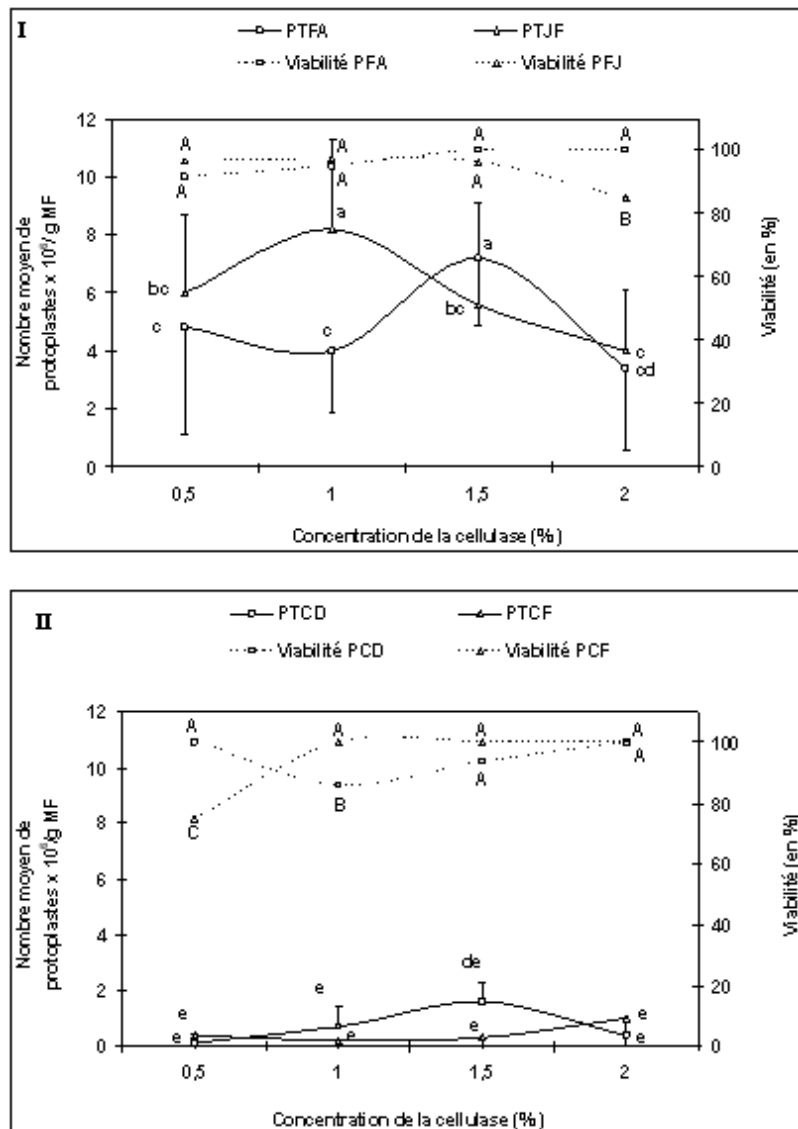 I
PTFA PTJF
Viabilité PFA Viabilité PFJ
Nombre moyen de
protoplastes x 10⁶/ g MF
Viabilité (en %)
12
10
8
6
4
2
0
100
80
60
40
20
0
A A A A
A A A B
bc a a
c c bc c
cd
0,5 1 1,5 2
Concentration de la cellulase (%)
II
PTCD PTCF
Viabilité PCD Viabilité PCF
Nombre moyen de
protoplastes x 10⁶/g MF
Viabilité (en %)
12
10
8
6
4
2
0
100
80
60
40
20
0
A A A A
C B A A
e e de e
e e e e
0,5 1 1,5 2
Concentration de la cellulase (%)